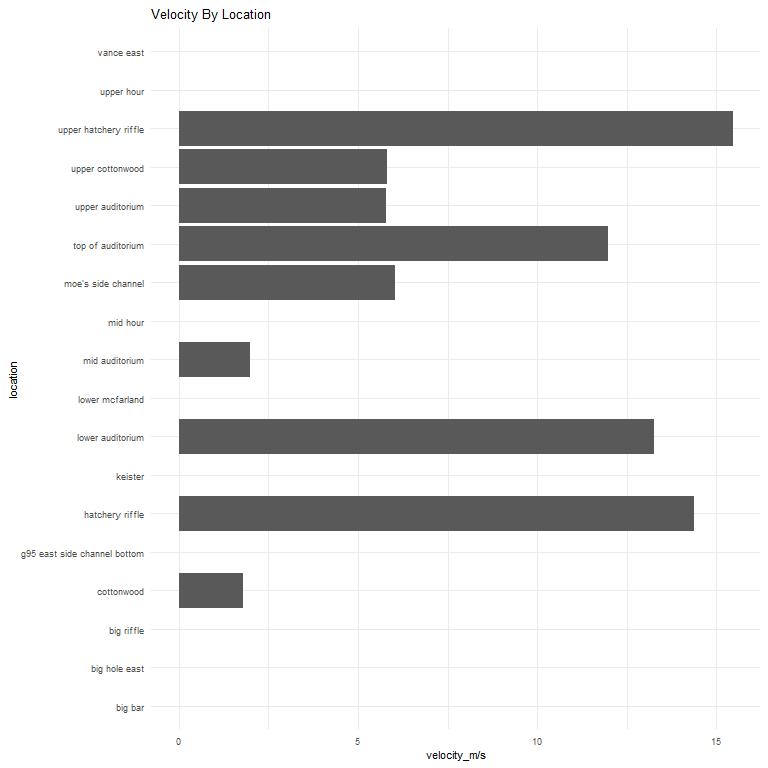 Velocity By Location
vance east
upper hour
upper hatchery riffle
upper cottonwood
upper auditorium
top of auditorium
moe's side channel
mid hour
mid auditorium
location
lower mcfarland
lower auditorium
keister
hatchery riffle
g95 east side channel bottom
cottonwood
big riffle
big hole east
big bar
0 5 10 15
velocity_m/s